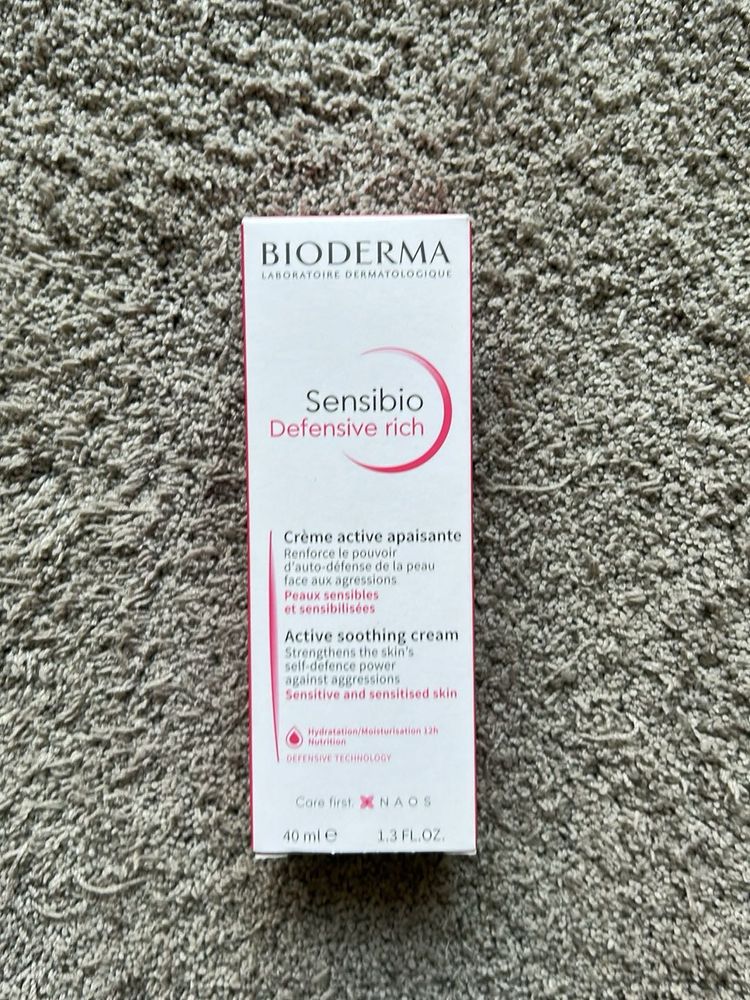 BIODERMA
LABORATOIRE DERMATOLOGIQUE
Sensibio
Defensive rich
Crème active apaisante
Renforce le pouvoir
d'auto-défense de la peau
face aux agressions
Peaux sensibles
et sensibilisées
Active soothing cream
Strengthens the skin's
self-defence power
against aggressions
Sensitive and sensitised skin
Hydratation/Moisturisation 12h
Nutrition
DEFENSIVE TECHNOLOGY
Care first. NAOS
40 ml ℮ 1.3 FL.OZ.